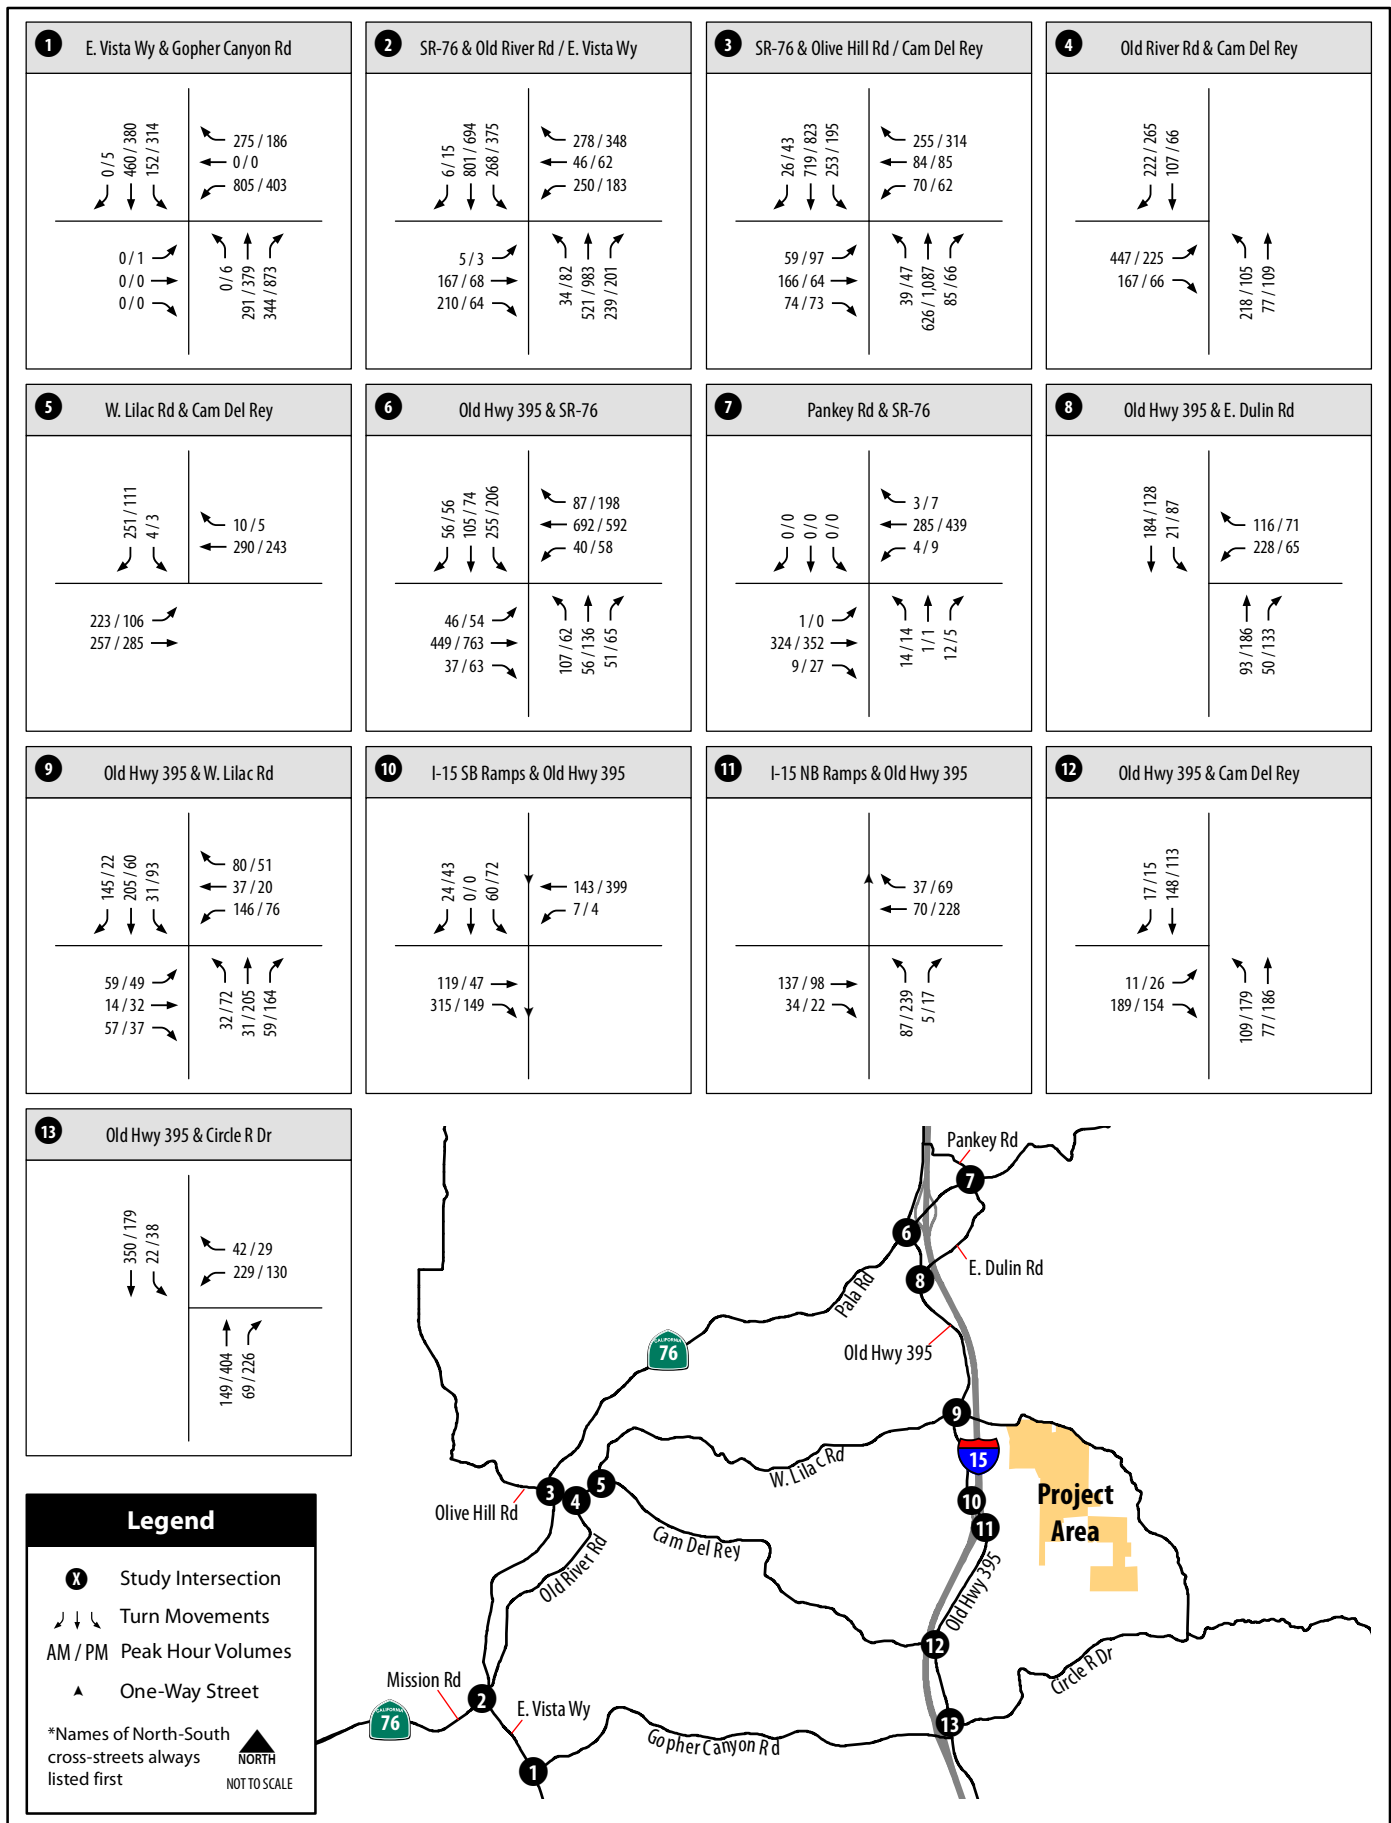 1 E. Vista Wy & Gopher Canyon Rd
0 / 5
460 / 380
152 / 314
275 / 186
0 / 0
805 / 403
0 / 1
0 / 0
0 / 0
0 / 6
291 / 379
344 / 873
2 SR-76 & Old River Rd / E. Vista Wy
6 / 15
801 / 694
268 / 375
278 / 348
46 / 62
250 / 183
5 / 3
167 / 68
210 / 64
34 / 82
521 / 983
239 / 201
3 SR-76 & Olive Hill Rd / Cam Del Rey
26 / 43
719 / 823
253 / 195
255 / 314
84 / 85
70 / 62
59 / 97
166 / 64
74 / 73
39 / 47
626 / 1,087
85 / 66
4 Old River Rd & Cam Del Rey
222 / 265
107 / 66
447 / 225
167 / 66
218 / 105
77 / 109
5 W. Lilac Rd & Cam Del Rey
251 / 111
4 / 3
10 / 5
290 / 243
223 / 106
257 / 285
6 Old Hwy 395 & SR-76
56 / 56
105 / 74
255 / 206
87 / 198
692 / 592
40 / 58
46 / 54
449 / 763
37 / 63
107 / 62
56 / 136
51 / 65
7 Pankey Rd & SR-76
0 / 0
0 / 0
0 / 0
3 / 7
285 / 439
4 / 9
1 / 0
324 / 352
9 / 27
14 / 14
1 / 1
12 / 5
8 Old Hwy 395 & E. Dulin Rd
184 / 128
21 / 87
116 / 71
228 / 65
93 / 186
50 / 133
9 Old Hwy 395 & W. Lilac Rd
145 / 22
205 / 60
31 / 93
80 / 51
37 / 20
146 / 76
59 / 49
14 / 32
57 / 37
32 / 72
31 / 205
59 / 164
10 I-15 SB Ramps & Old Hwy 395
24 / 43
0 / 0
60 / 72
143 / 399
7 / 4
119 / 47
315 / 149
11 I-15 NB Ramps & Old Hwy 395
37 / 69
70 / 228
137 / 98
34 / 22
87 / 239
5 / 17
12 Old Hwy 395 & Cam Del Rey
17 / 15
148 / 113
11 / 26
189 / 154
109 / 179
77 / 186
13 Old Hwy 395 & Circle R Dr
350 / 179
22 / 38
42 / 29
229 / 130
149 / 404
69 / 226
Pankey Rd
7
6
8
E. Dulin Rd
Pala Rd
Old Hwy 395
CALIFORNIA
76
9
15
W. Lilac Rd
Project
Area
10
11
5
3
4
Olive Hill Rd
Cam Del Rey
Old River Rd
Old Hwy 395
12
Circle R Dr
Mission Rd
2
E. Vista Wy
CALIFORNIA
76
13
Gopher Canyon Rd
1
Legend
X Study Intersection
Turn Movements
AM / PM Peak Hour Volumes
One-Way Street
*Names of North-South
cross-streets always
listed first
NORTH
NOT TO SCALE